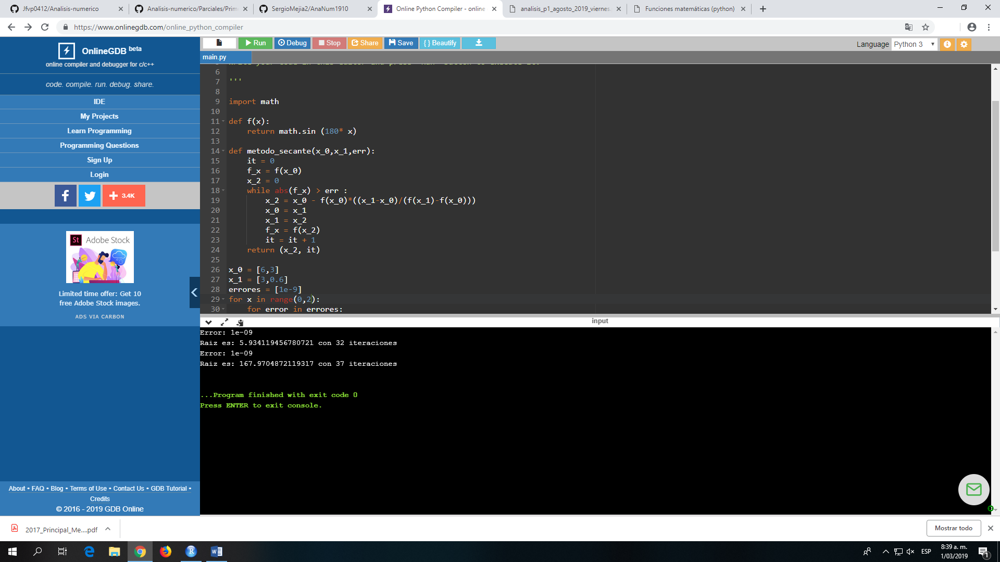 Jfvp0412/Analisis-numerico
Analisis-numerico/Parciales/Prim
SergioMejia2/AnaNum1910
Online Python Compiler - online
analisis_p1_agosto_2019_viernes
Funciones matemáticas (python)
https://www.onlinegdb.com/online_python_compiler
OnlineGDB beta
online compiler and debugger for c/c++
code. compile. run. debug. share.
IDE
My Projects
Learn Programming
Programming Questions
Sign Up
Login
3.4K
St Adobe Stock
Limited time offer: Get 10
free Adobe Stock images.
ADS VIA CARBON
About • FAQ • Blog • Terms of Use • Contact Us • GDB Tutorial •
Credits
© 2016 - 2019 GDB Online
Run Debug Stop Share Save { } Beautify
Language Python 3
main.py
6
7 '''
8
9 import math
10
11 def f(x):
12 return math.sin (180* x)
13
14 def metodo_secante(x_0,x_1,err):
15 it = 0
16 f_x = f(x_0)
17 x_2 = 0
18 while abs(f_x) > err :
19 x_2 = x_0 - f(x_0)*((x_1-x_0)/(f(x_1)-f(x_0)))
20 x_0 = x_1
21 x_1 = x_2
22 f_x = f(x_2)
23 it = it + 1
24 return (x_2, it)
25
26 x_0 = [6,3]
27 x_1 = [3,0.6]
28 errores = [1e-9]
29 for x in range(0,2):
30 for error in errores:
input
Error: 1e-09
Raiz es: 5.934119456780721 con 32 iteraciones
Error: 1e-09
Raiz es: 167.9704872119317 con 37 iteraciones
...Program finished with exit code 0
Press ENTER to exit console.
2017_Principal_Me....pdf
Mostrar todo
ESP
8:39 a. m.
1/03/2019
1